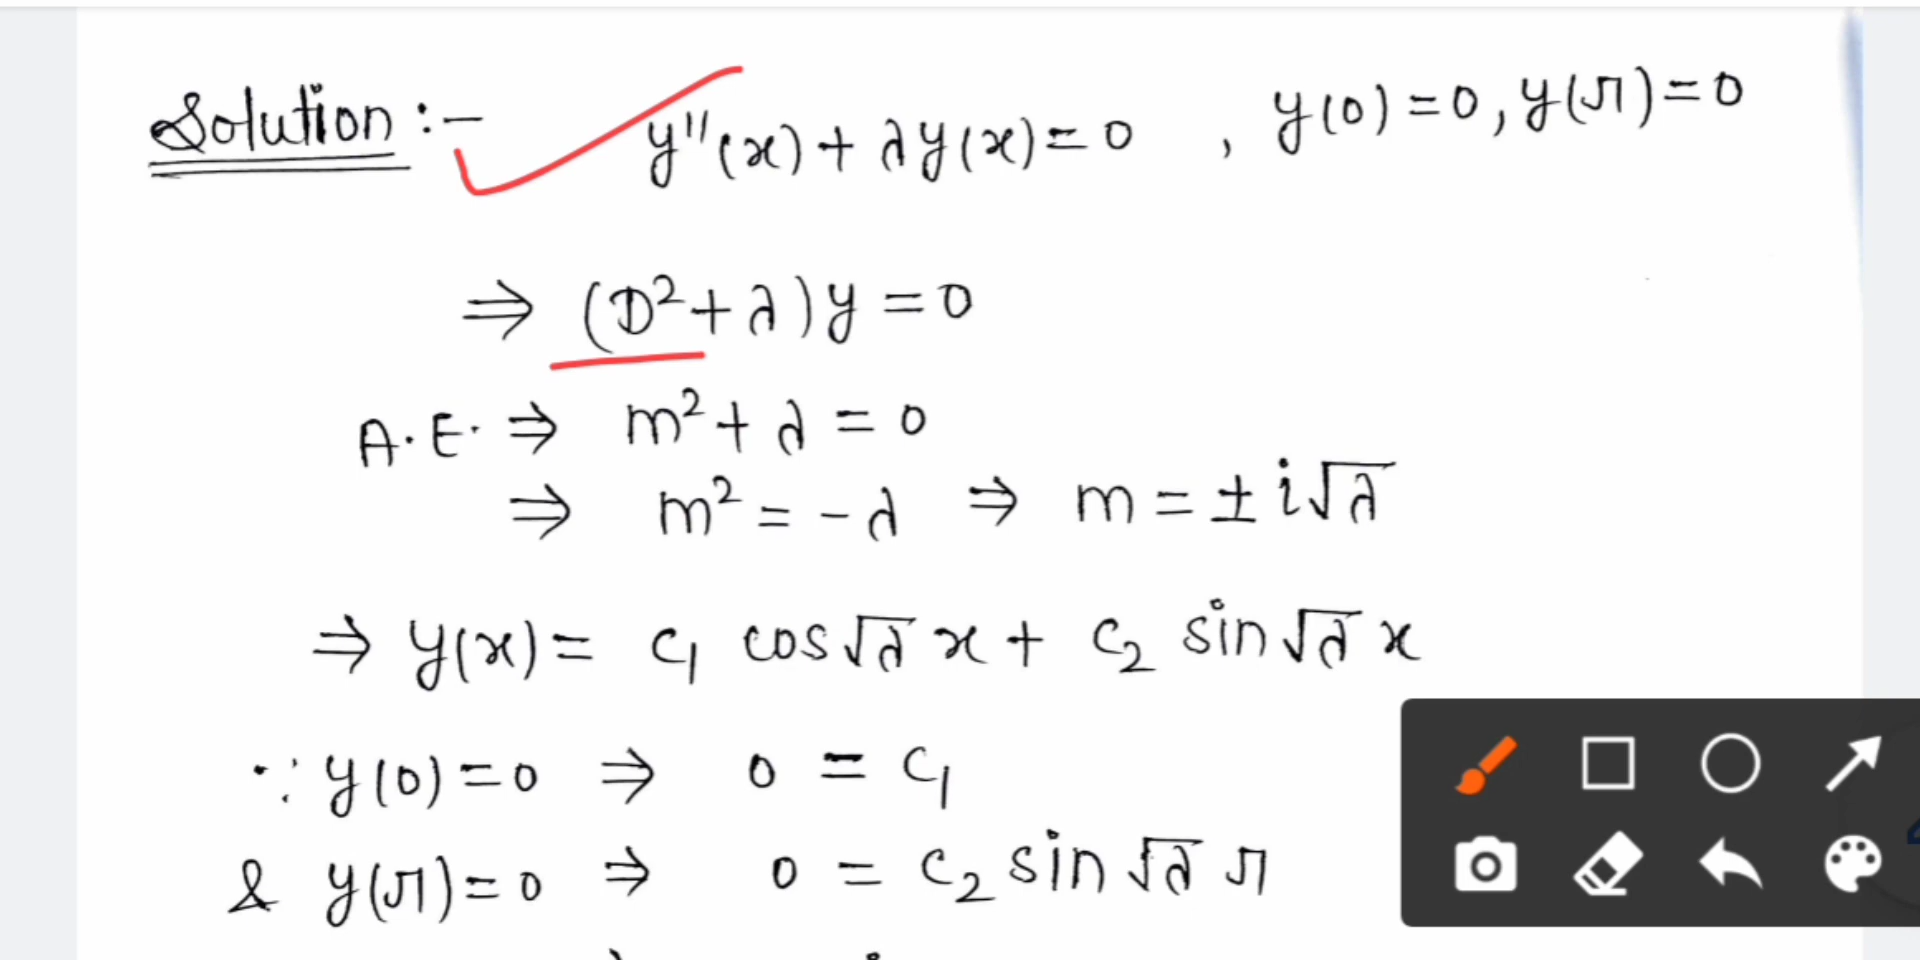 Solution :- y''(x) + λy(x) = 0 , y(0) = 0, y(π) = 0
⇒ (D² + λ)y = 0
A.E. ⇒ m² + λ = 0
⇒ m² = -λ ⇒ m = ± i√λ
⇒ y(x) = c₁ cos√λ x + c₂ sin√λ x
∵ y(0) = 0 ⇒ 0 = c₁
& y(π) = 0 ⇒ 0 = c₂ sin√λ π